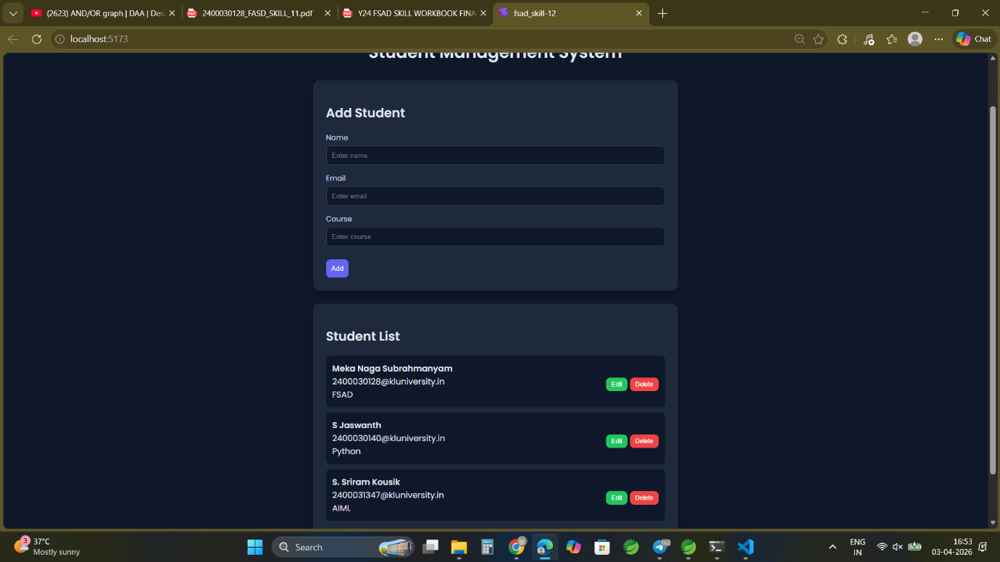 (2623) AND/OR graph | DAA | Des
2400030128_FASD_SKILL_11.pdf
Y24 FSAD SKILL WORKBOOK FINA
fsad_skill-12
localhost:5173
Chat
Student Management System
Add Student
Name
Enter name
Email
Enter email
Course
Enter course
Add
Student List
Meka Naga Subrahmanyam
2400030128@kluniversity.in
FSAD
Edit Delete
S Jaswanth
2400030140@kluniversity.in
Python
Edit Delete
S. Sriram Kousik
2400031347@kluniversity.in
AIML
Edit Delete
3
37°C
Mostly sunny
Search
162
ENG
IN
16:53
03-04-2026